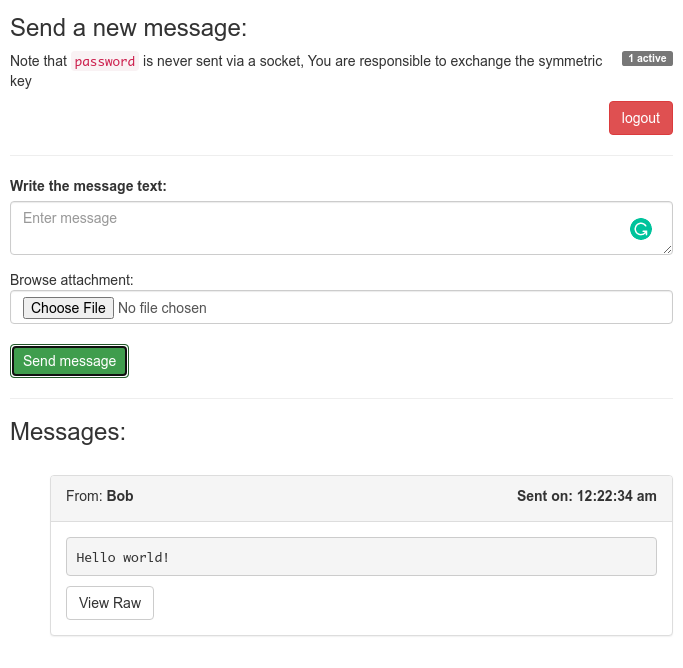 Send a new message:
Note that password is never sent via a socket, You are responsible to exchange the symmetric
key
1 active
logout
Write the message text:
Enter message
Browse attachment:
Choose File No file chosen
Send message
Messages:
From: Bob Sent on: 12:22:34 am
Hello world!
View Raw